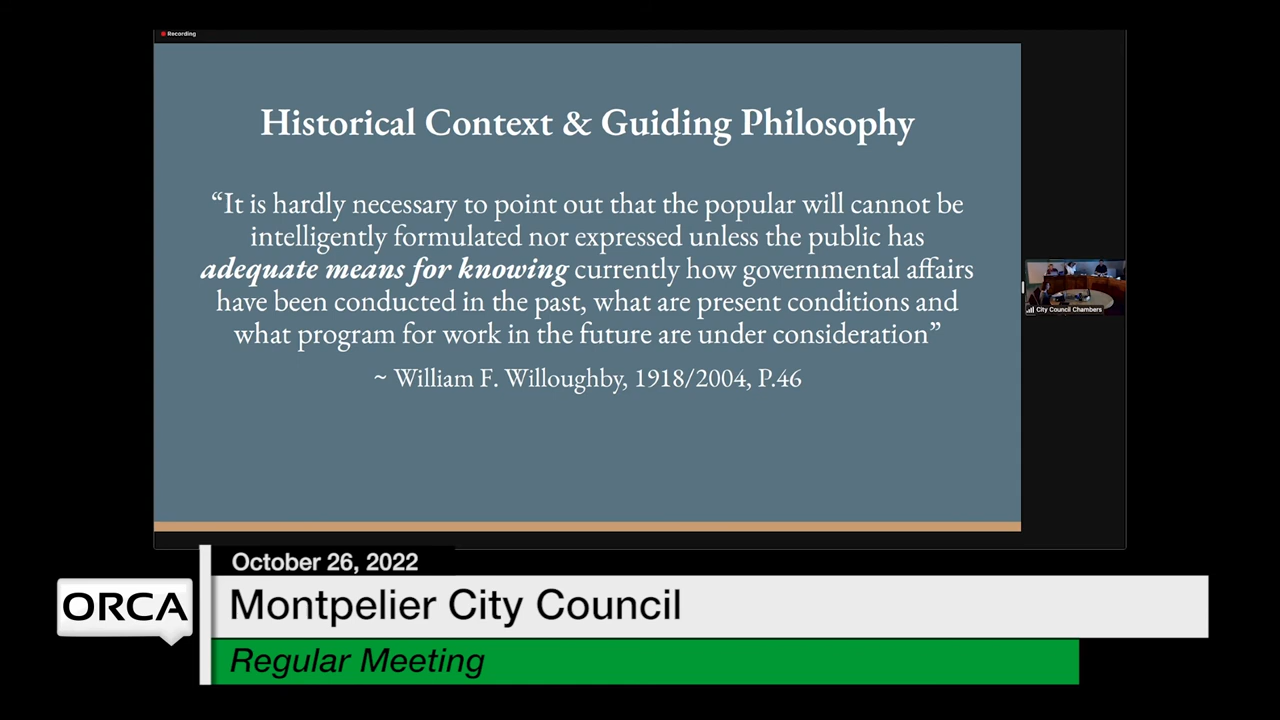 Recording
Historical Context & Guiding Philosophy
“It is hardly necessary to point out that the popular will cannot be
intelligently formulated nor expressed unless the public has
adequate means for knowing currently how governmental affairs
have been conducted in the past, what are present conditions and
what program for work in the future are under consideration”
~ William F. Willoughby, 1918/2004, P.46
City Council Chambers
October 26, 2022
ORCA
Montpelier City Council
Regular Meeting